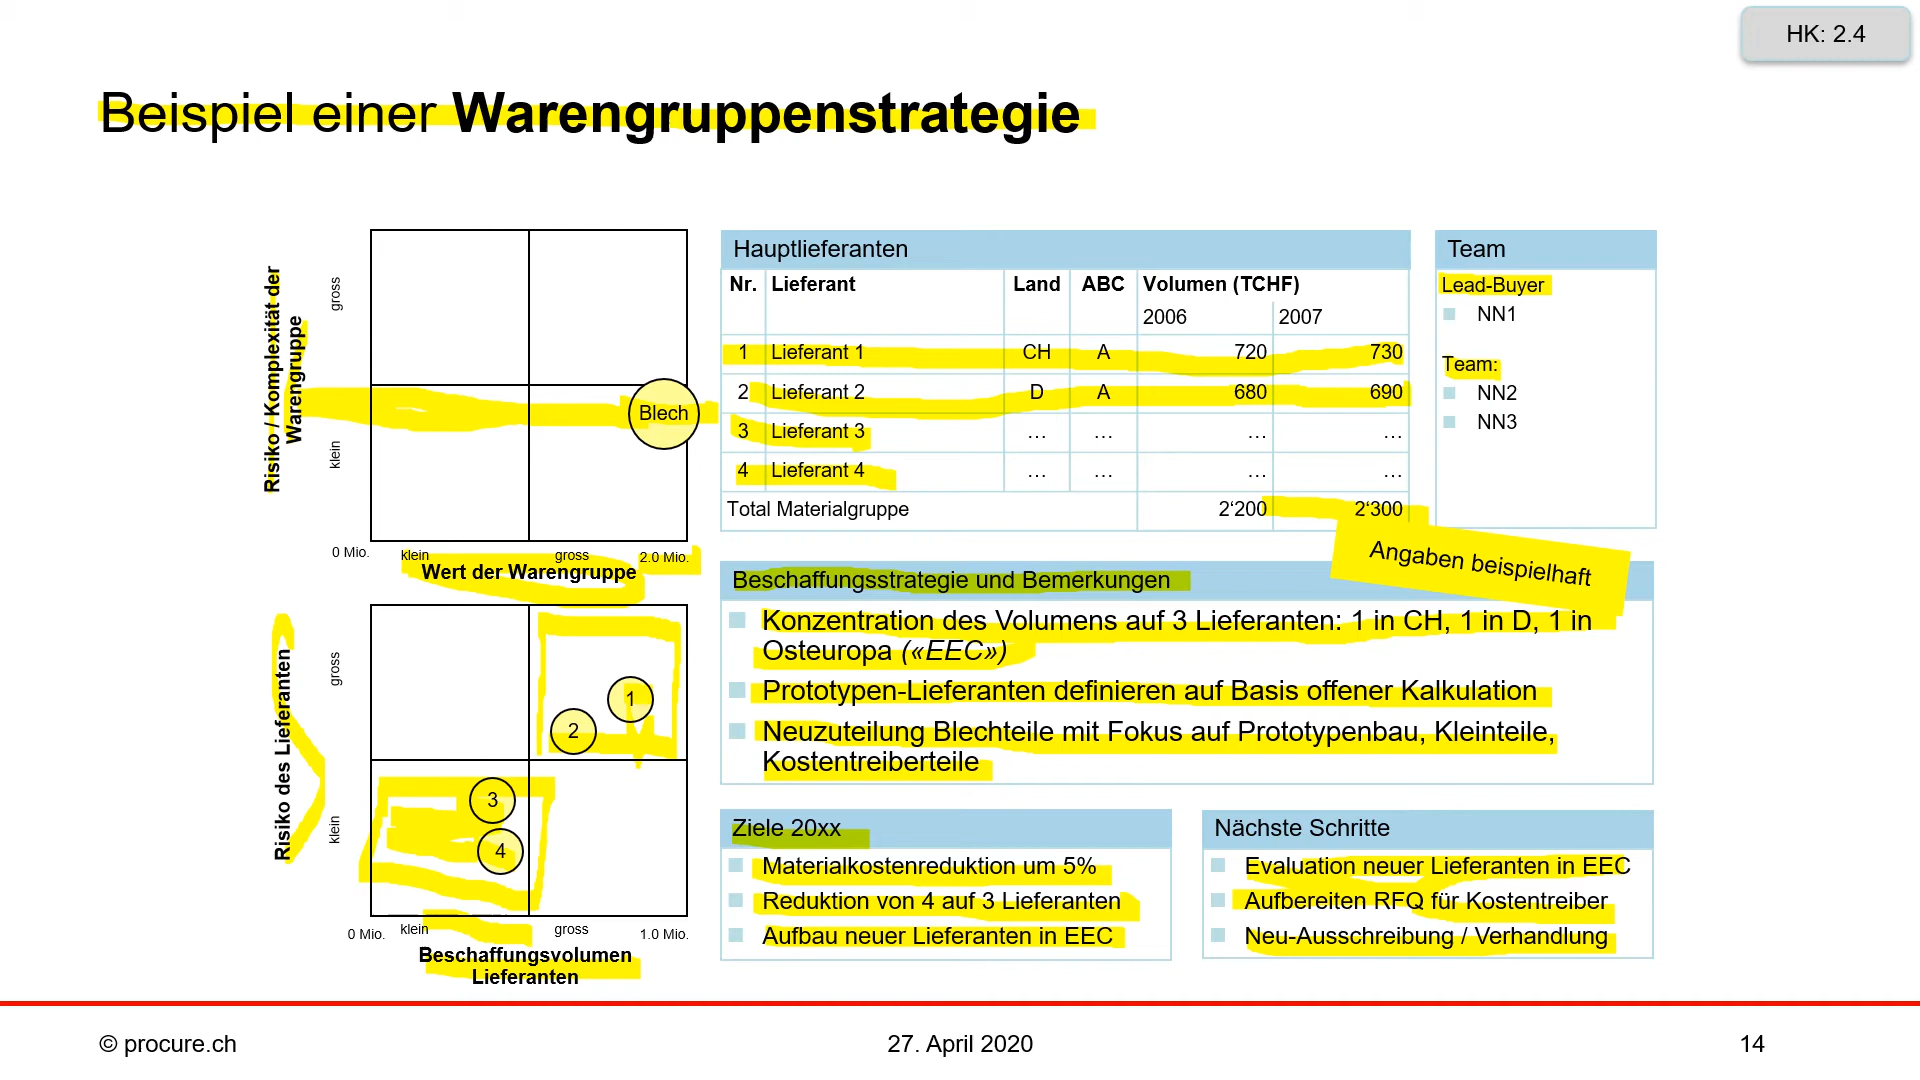 HK: 2.4
Beispiel einer Warengruppenstrategie
Risiko / Komplexität der
Warengruppe
gross
klein
Blech
0 Mio.
klein
gross
2.0 Mio.
Wert der Warengruppe
Risiko des Lieferanten
gross
klein
1
2
3
4
0 Mio.
klein
gross
1.0 Mio.
Beschaffungsvolumen
Lieferanten
Hauptlieferanten
Nr. Lieferant Land ABC Volumen (TCHF)
2006 2007
1 Lieferant 1 CH A 720 730
2 Lieferant 2 D A 680 690
3 Lieferant 3 ... ... ... ...
4 Lieferant 4 ... ... ... ...
Total Materialgruppe 2‘200 2‘300
Team
Lead-Buyer
NN1
Team:
NN2
NN3
Angaben beispielhaft
Beschaffungsstrategie und Bemerkungen
Konzentration des Volumens auf 3 Lieferanten: 1 in CH, 1 in D, 1 in
Osteuropa («EEC»)
Prototypen-Lieferanten definieren auf Basis offener Kalkulation
Neuzuteilung Blechteile mit Fokus auf Prototypenbau, Kleinteile,
Kostentreiberteile
Ziele 20xx
Materialkostenreduktion um 5%
Reduktion von 4 auf 3 Lieferanten
Aufbau neuer Lieferanten in EEC
Nächste Schritte
Evaluation neuer Lieferanten in EEC
Aufbereiten RFQ für Kostentreiber
Neu-Ausschreibung / Verhandlung
© procure.ch
27. April 2020
14